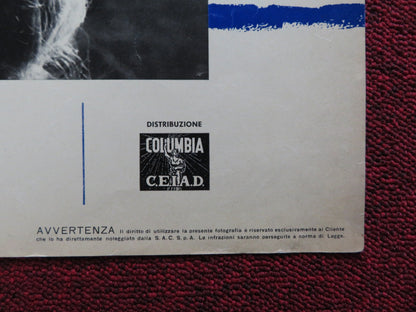 DISTRIBUZIONE
COLUMBIA
C.E.I.A.D.
AVVERTENZA Il diritto di utilizzare la presente fotografia è riservato esclusivamente al Cliente
che lo ha direttamente noleggiato dalla S.A.C. S.p.A. Le infrazioni saranno perseguite a norma di Legge.